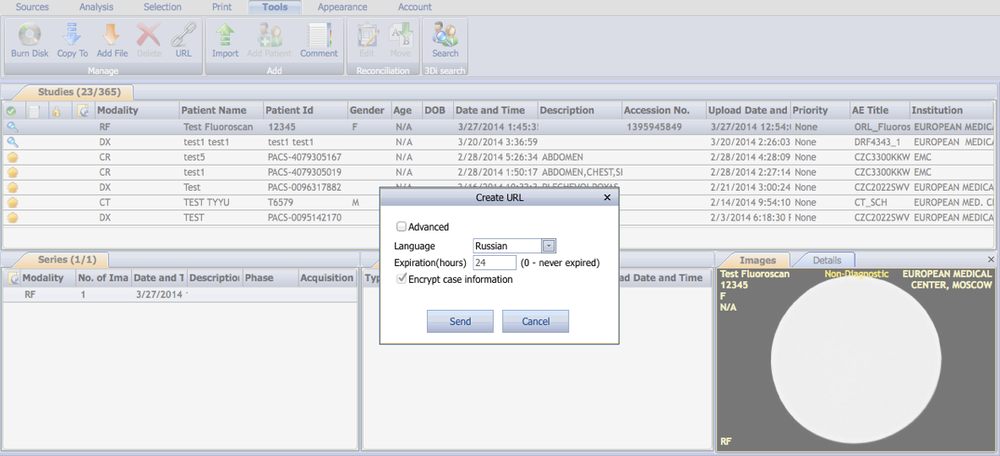 Sources Analysis Selection Print Tools Appearance Account
Burn Disk Copy To Add File Delete URL Import Add Patient Comment Edit Move Search
Manage Add Reconciliation 3Di search
Studies (23/365)
Modality Patient Name Patient Id Gender Age DOB Date and Time Description Accession No. Upload Date and Priority AE Title Institution
RF Test Fluoroscan 12345 F N/A 3/27/2014 1:45:35 1395945849 3/27/2014 12:54:0 None ORL_Fluoros EUROPEAN MEDICA
DX test1 test1 test1 test1 N/A 3/20/2014 3:36:59 3/20/2014 2:26:03 None DRF4343_1 EUROPEAN MEDICA
CR test5 PACS-4079305167 N/A 2/28/2014 5:26:34 ABDOMEN 2/28/2014 4:28:09 None CZC3300KKW EMC
CR test1 PACS-4079305019 N/A 2/28/2014 1:50:17 ABDOMEN,CHEST,SI 2/28/2014 2:27:14 None CZC3300KKW EMC
DX Test PACS-0096317882 2/21/2014 3:00:24 None CZC2022SWV EUROPEAN MEDICA
CT TEST TYYU T6579 M 2/14/2014 9:54:10 None CT_SCH EUROPEAN MED. CI
DX TEST PACS-0095142170 2/3/2014 6:18:30 None CZC2022SWV EUROPEAN MEDICA
Create URL
Advanced
Language Russian
Expiration(hours) 24 (0 - never expired)
Encrypt case information
Send Cancel
Series (1/1)
Modality No. of Ima Date and T Description Phase Acquisition
RF 1 3/27/2014
ad Date and Time
Images Details
Test Fluoroscan Non-Diagnostic EUROPEAN MEDICAL
12345 CENTER, MOSCOW
F
N/A
RF